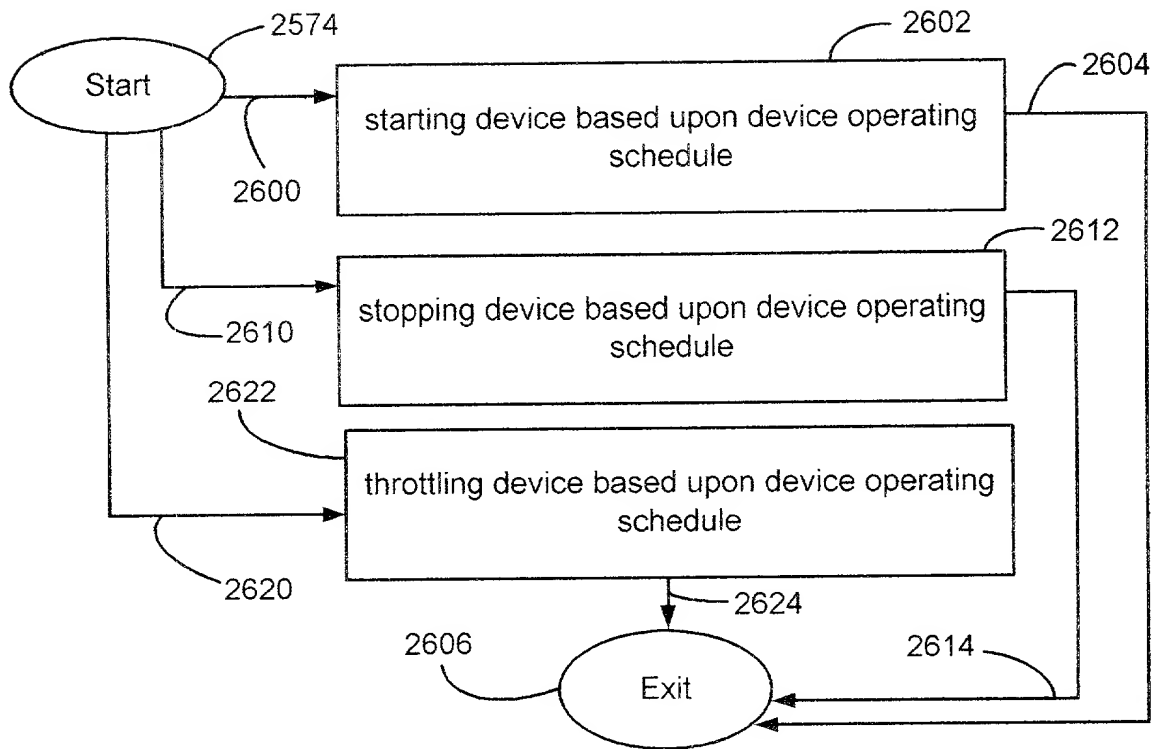 2574
Start
2602
2604
starting device based upon device operating
schedule
2600
2612
stopping device based upon device operating
schedule
2610
2622
throttling device based upon device operating
schedule
2620
2624
2606
2614
Exit